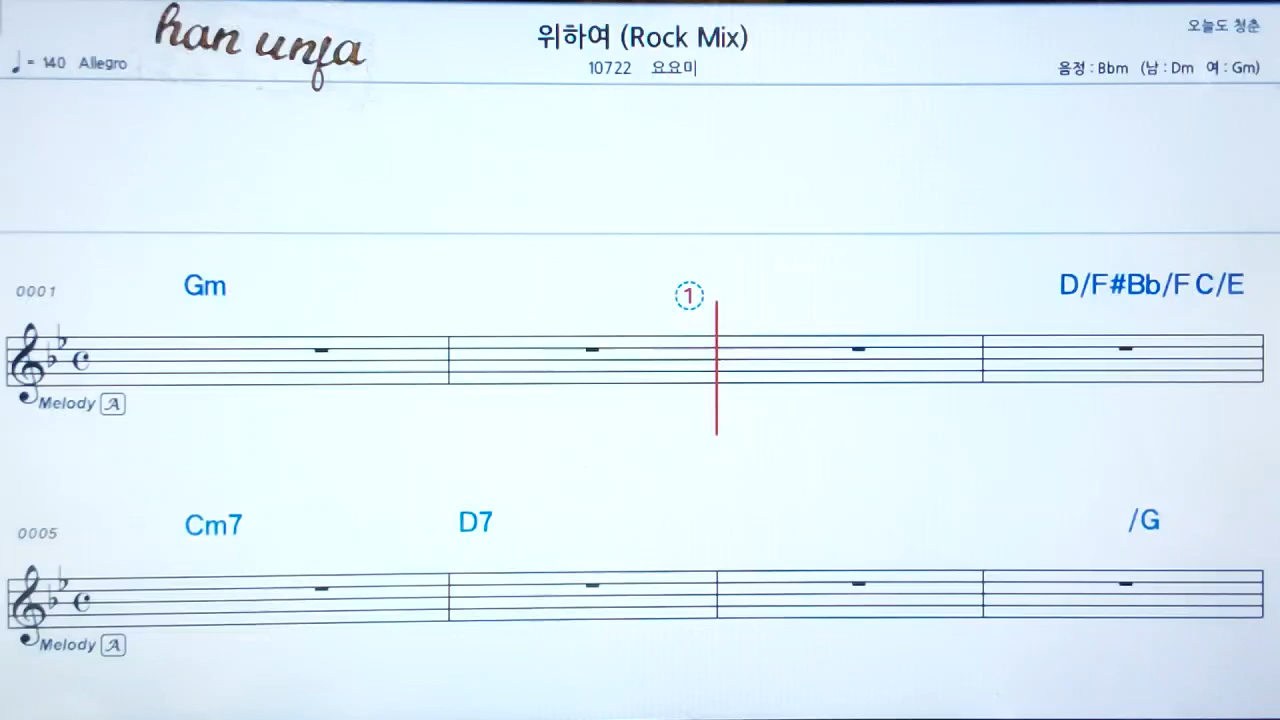 han unfa
위하여 (Rock Mix)
오늘도 청춘
♩ = 140 Allegro
10722 요요미
음정 : Bbm (남 : Dm 여 : Gm)
0001 Gm ① D/F# Bb/F C/E
Melody A
0005 Cm7 D7 /G
Melody A